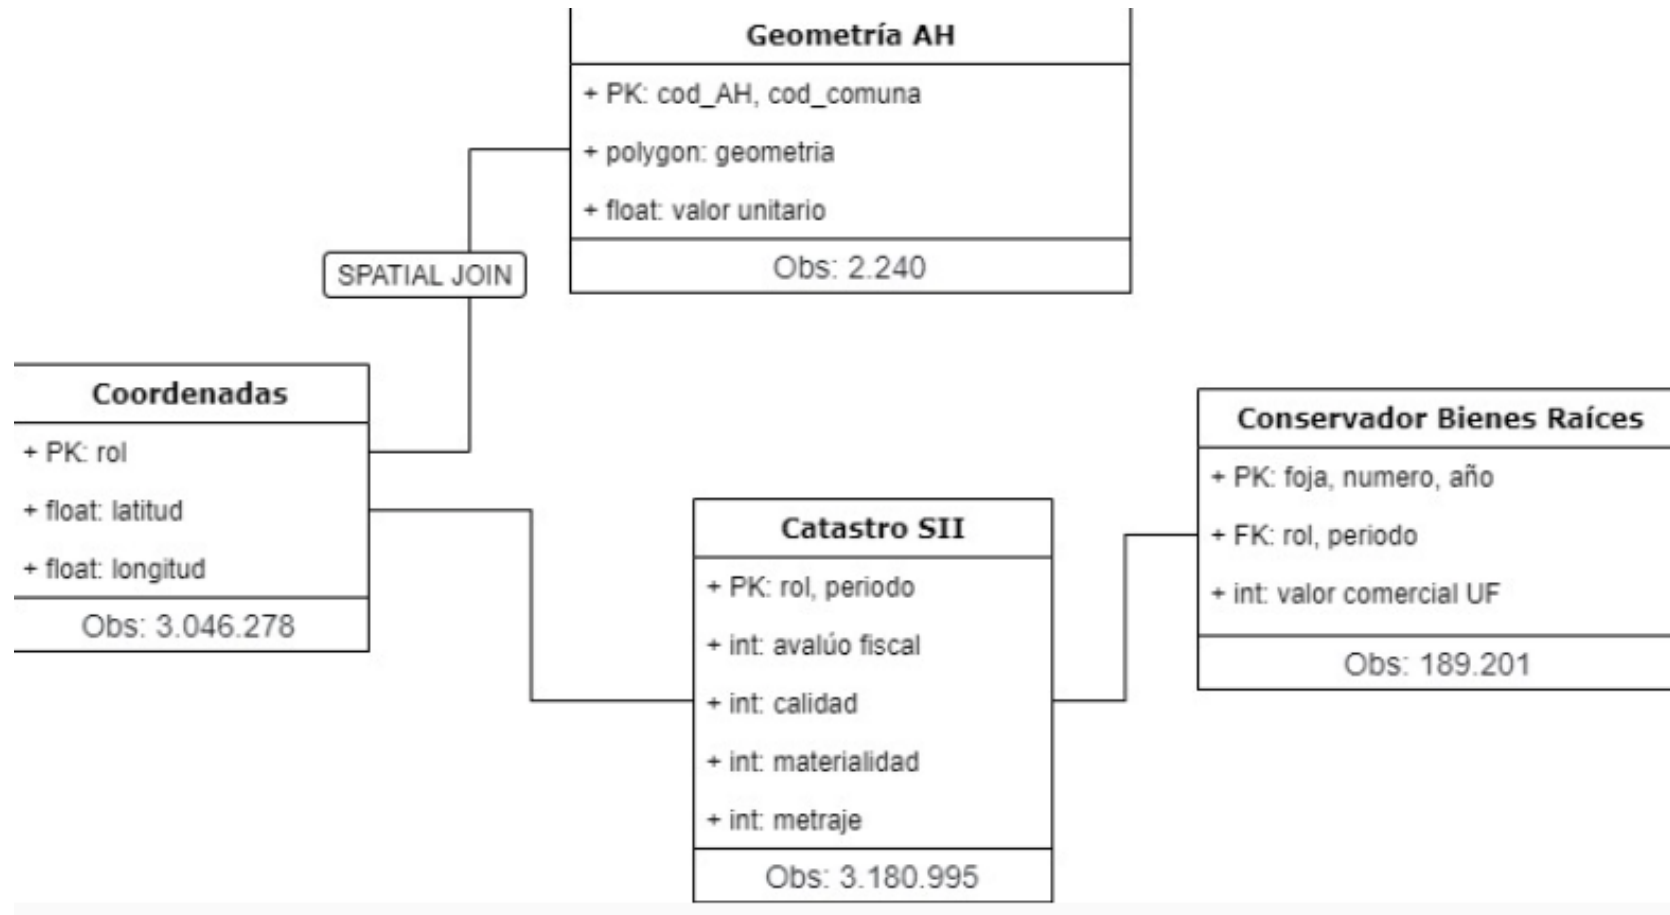 Geometría AH
+ PK: cod_AH, cod_comuna
+ polygon: geometria
+ float: valor unitario
Obs: 2.240
SPATIAL JOIN
Coordenadas
+ PK: rol
+ float: latitud
+ float: longitud
Obs: 3.046.278
Catastro SII
+ PK: rol, periodo
+ int: avalúo fiscal
+ int: calidad
+ int: materialidad
+ int: metraje
Obs: 3.180.995
Conservador Bienes Raíces
+ PK: foja, numero, año
+ FK: rol, periodo
+ int: valor comercial UF
Obs: 189.201